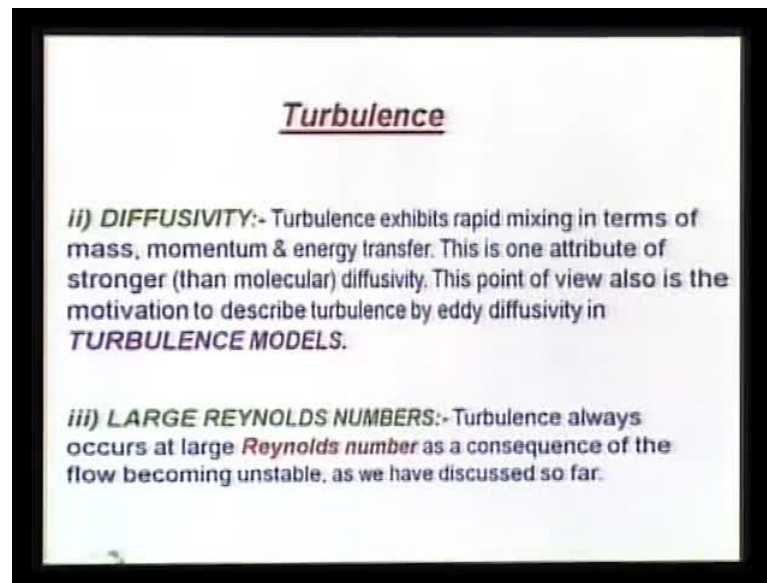 Turbulence
ii) DIFFUSIVITY:- Turbulence exhibits rapid mixing in terms of
mass, momentum & energy transfer. This is one attribute of
stronger (than molecular) diffusivity. This point of view also is the
motivation to describe turbulence by eddy diffusivity in
TURBULENCE MODELS.
iii) LARGE REYNOLDS NUMBERS:- Turbulence always
occurs at large Reynolds number as a consequence of the
flow becoming unstable, as we have discussed so far.